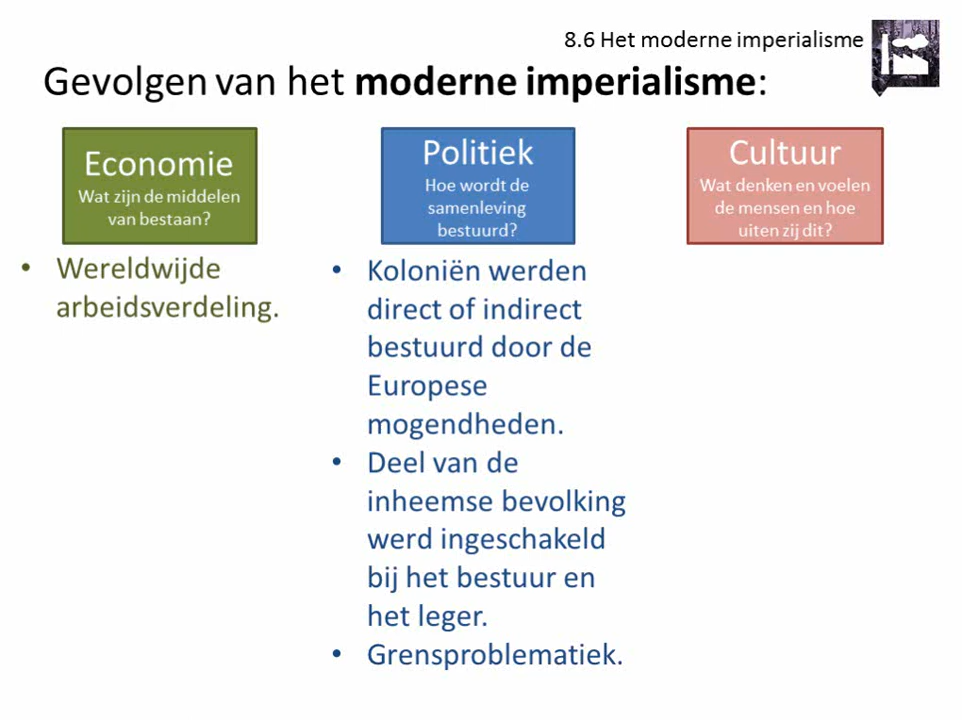 8.6 Het moderne imperialisme
Gevolgen van het moderne imperialisme:
Economie
Wat zijn de middelen
van bestaan?
Politiek
Hoe wordt de
samenleving
bestuurd?
Cultuur
Wat denken en voelen
de mensen en hoe
uiten zij dit?
• Wereldwijde
arbeidsverdeling.
• Koloniën werden
direct of indirect
bestuurd door de
Europese
mogendheden.
• Deel van de
inheemse bevolking
werd ingeschakeld
bij het bestuur en
het leger.
• Grensproblematiek.